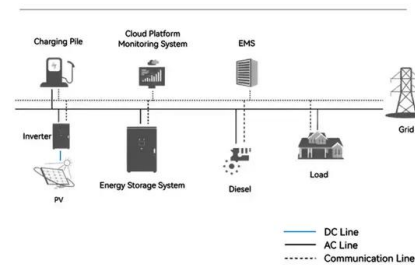 Charging Pile
Cloud Platform
Monitoring System
EMS
Grid
Inverter
PV
Energy Storage System
Diesel
Load
DC Line
AC Line
Communication Line